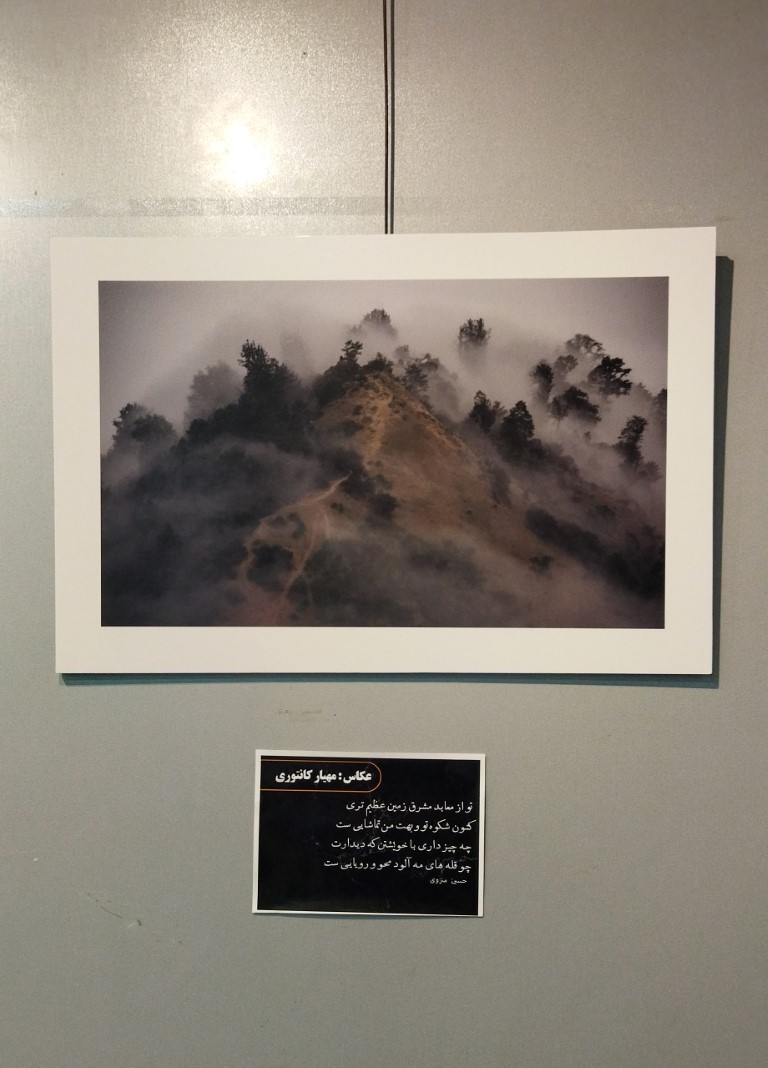 عکاس : مهیار کانتوری
تو از معابد مشرق زمین عظیم تری
کنون شکوه تو و بهت من تماشایی ست
چه چیز داری با خویشتن که دیدارت
چو قله های مه آلود محو و رویایی ست
حسین منزوی